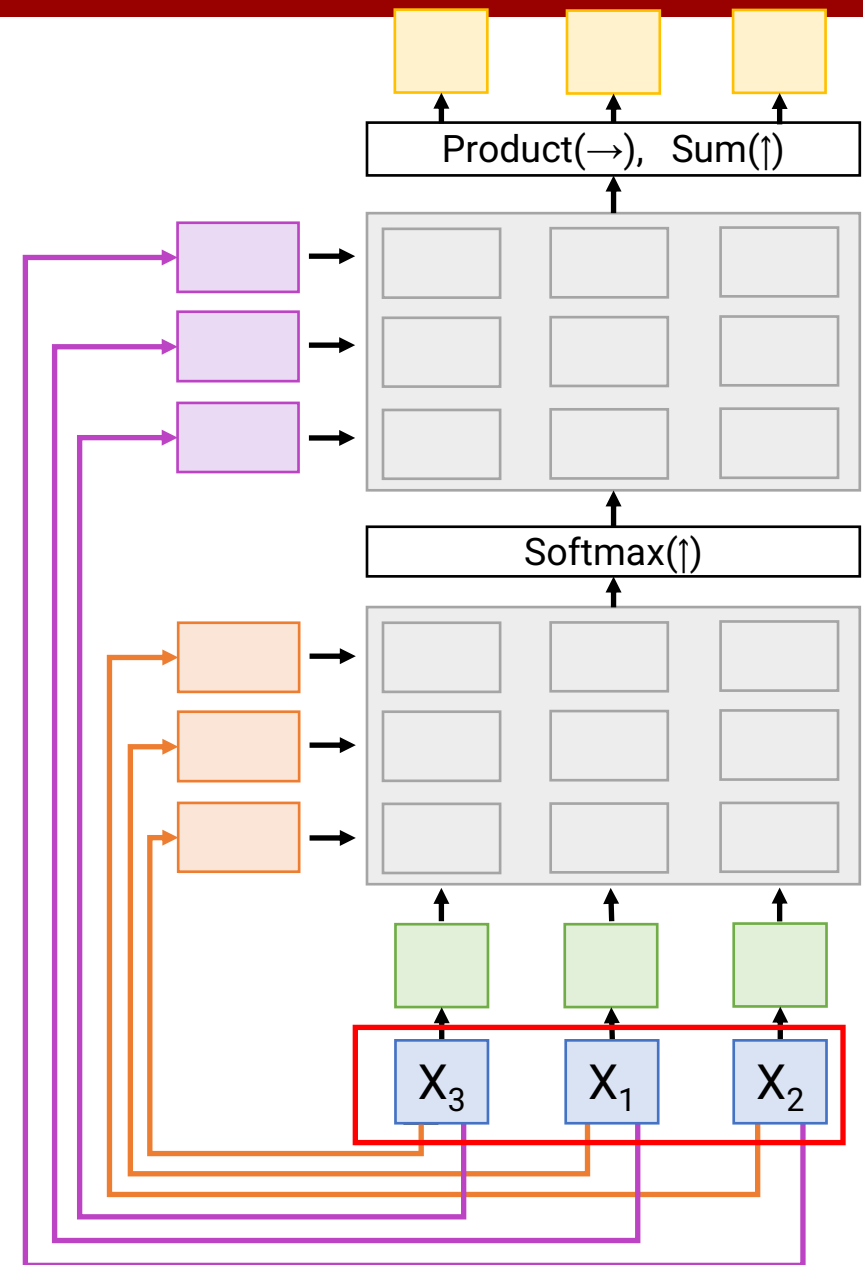 Product(→), Sum(↑)
Softmax(↑)
X₃ X₁ X₂